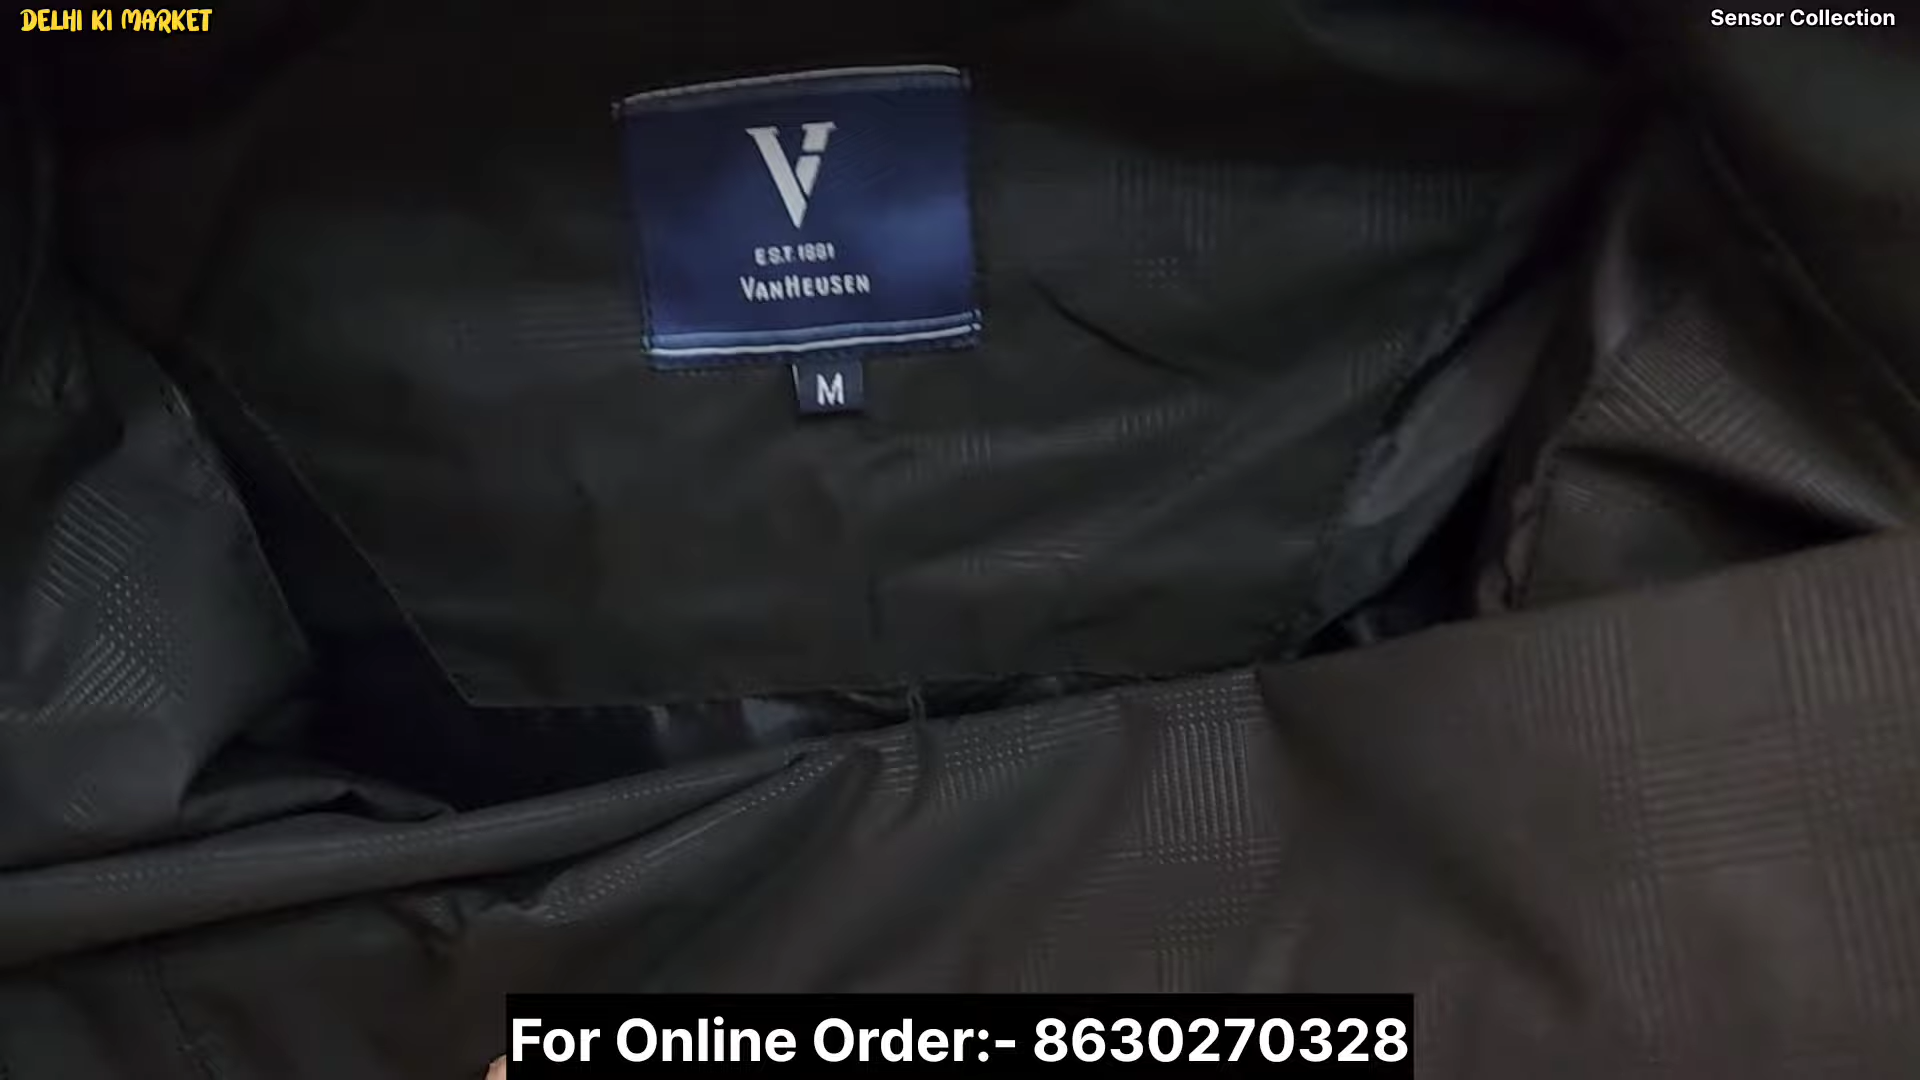 DELHI KI MARKET
Sensor Collection
V
EST. 1881
VANHEUSEN
M
For Online Order:- 8630270328